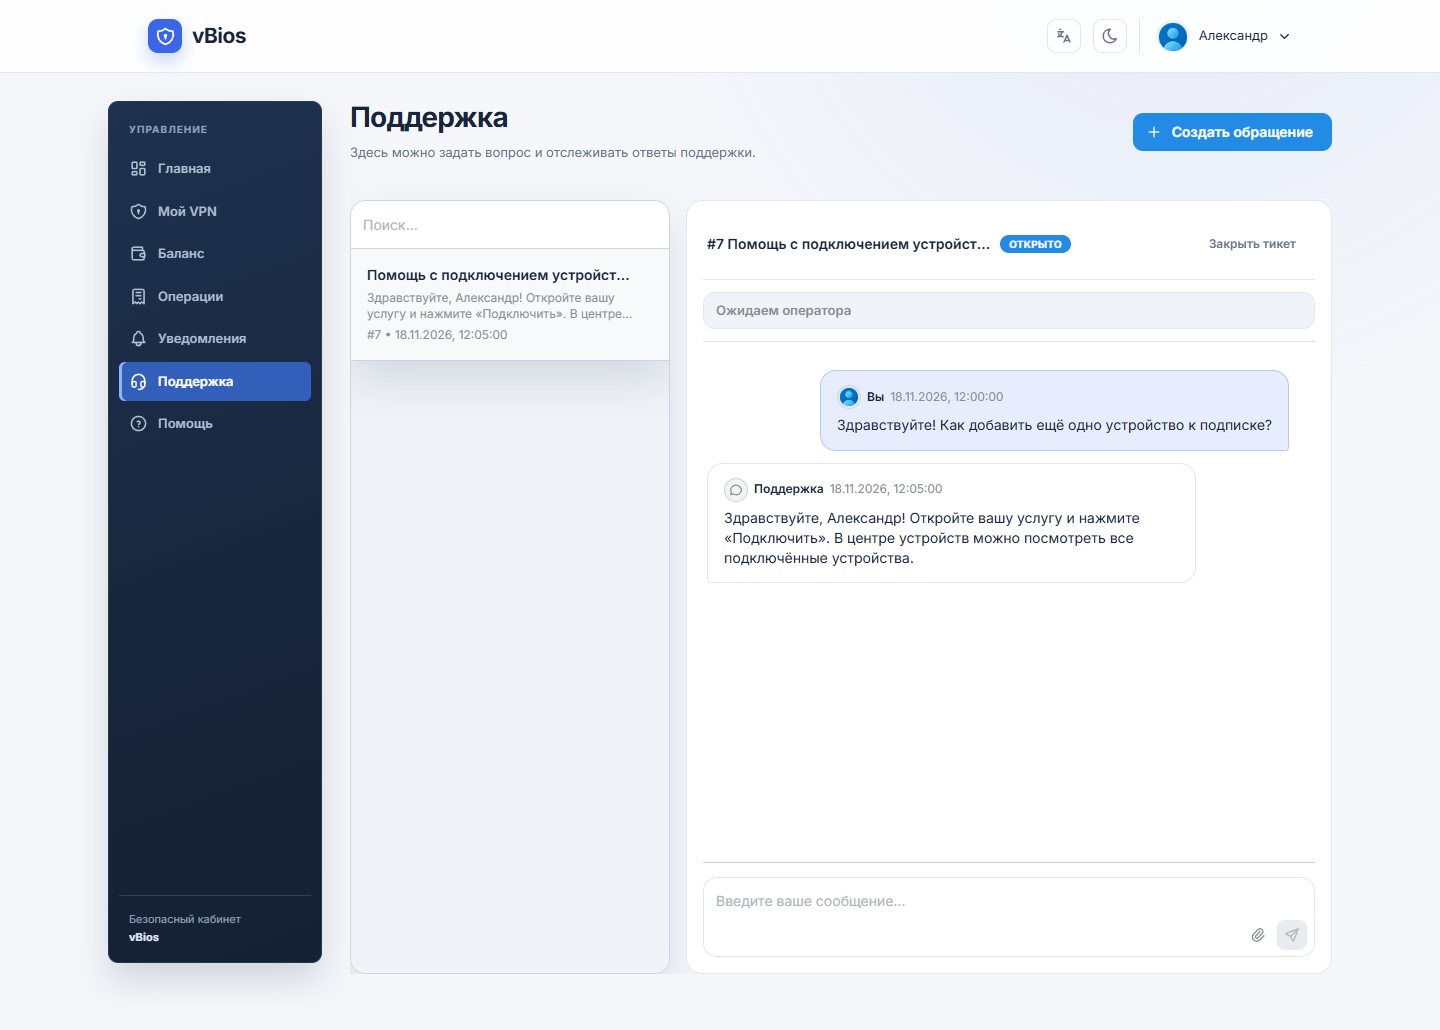 vBios
Александр
УПРАВЛЕНИЕ
Главная
Мой VPN
Баланс
Операции
Уведомления
Поддержка
Помощь
Безопасный кабинет
vBios
Поддержка
Здесь можно задать вопрос и отслеживать ответы поддержки.
Создать обращение
Поиск...
Помощь с подключением устройст...
Здравствуйте, Александр! Откройте вашу
услугу и нажмите «Подключить». В центре...
#7 • 18.11.2026, 12:05:00
#7 Помощь с подключением устройст... ОТКРЫТО
Закрыть тикет
Ожидаем оператора
Вы 18.11.2026, 12:00:00
Здравствуйте! Как добавить ещё одно устройство к подписке?
Поддержка 18.11.2026, 12:05:00
Здравствуйте, Александр! Откройте вашу услугу и нажмите
«Подключить». В центре устройств можно посмотреть все
подключённые устройства.
Введите ваше сообщение...